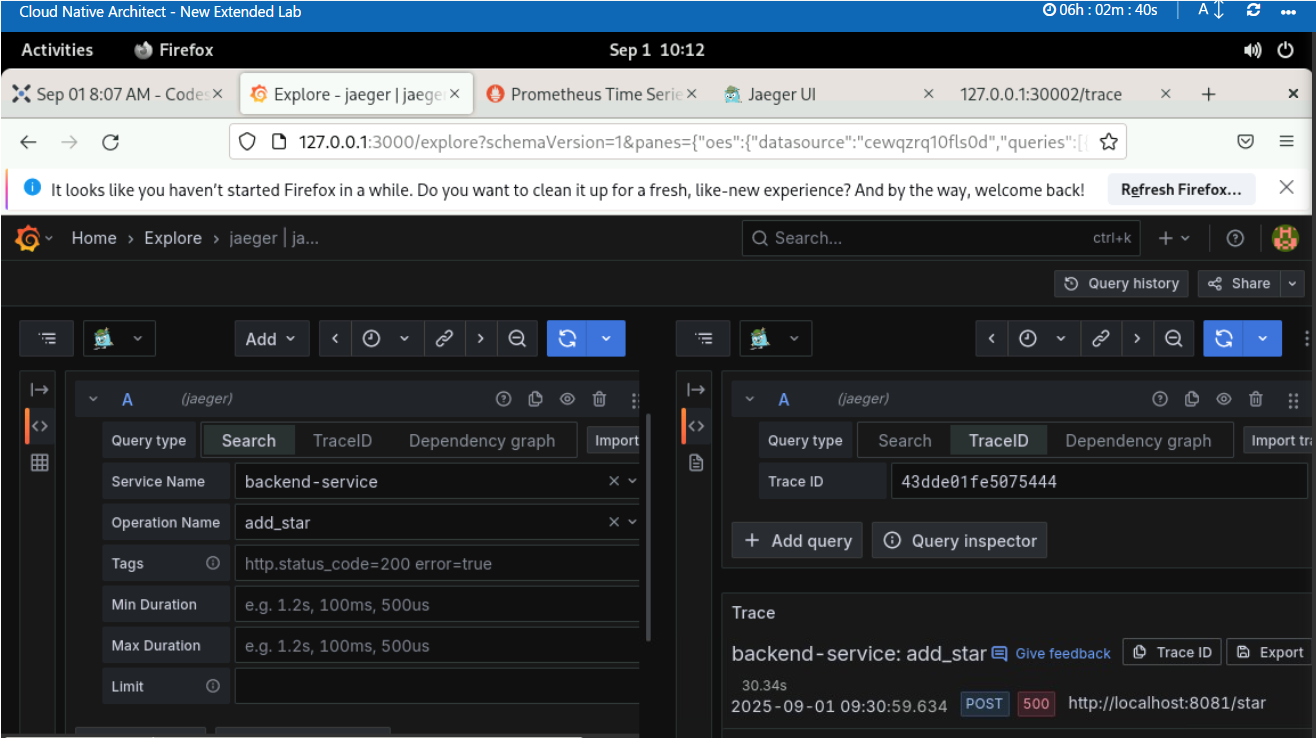 Cloud Native Architect - New Extended Lab
06h : 02m : 40s
A
Activities
Firefox
Sep 1 10:12
Sep 01 8:07 AM - Codes
Explore - jaeger | jaege
Prometheus Time Serie
Jaeger UI
127.0.0.1:30002/trace
127.0.0.1:3000/explore?schemaVersion=1&panes={"oes":{"datasource":"cewqzrq10fls0d","queries":[{
It looks like you haven't started Firefox in a while. Do you want to clean it up for a fresh, like-new experience? And by the way, welcome back!
Refresh Firefox...
Home › Explore › jaeger | ja...
Search...
ctrl+k
Query history
Share
Add
A
(jaeger)
Query type
Search
TraceID
Dependency graph
Import
Service Name
backend-service
Operation Name
add_star
Tags
http.status_code=200 error=true
Min Duration
e.g. 1.2s, 100ms, 500us
Max Duration
e.g. 1.2s, 100ms, 500us
Limit
A
(jaeger)
Query type
Search
TraceID
Dependency graph
Import tra
Trace ID
43dde01fe5075444
+ Add query
Query inspector
Trace
backend-service: add_star
Give feedback
Trace ID
Export
30.34s
2025-09-01 09:30:59.634
POST
500
http://localhost:8081/star